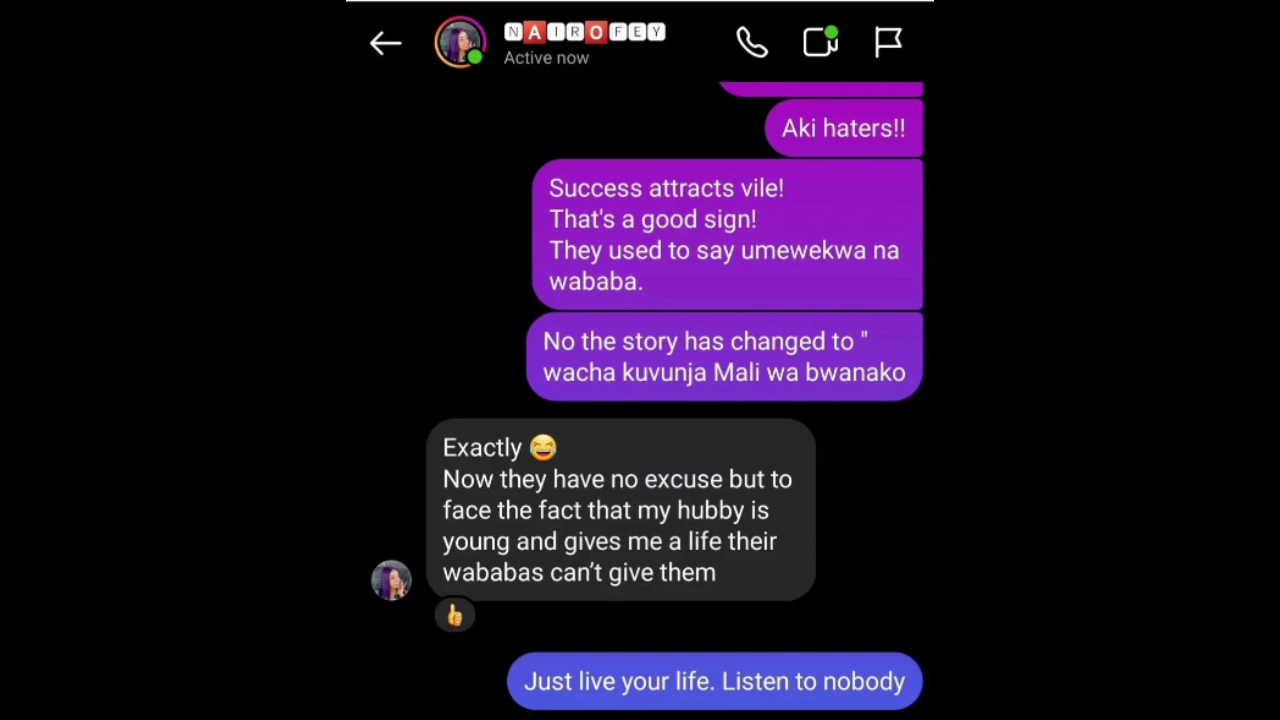 NAIROFEY
Active now
Aki haters!!
Success attracts vile!
That's a good sign!
They used to say umewekwa na
wababa.
No the story has changed to "
wacha kuvunja Mali wa bwanako
Exactly 😂
Now they have no excuse but to
face the fact that my hubby is
young and gives me a life their
wababas can’t give them
👍
Just live your life. Listen to nobody